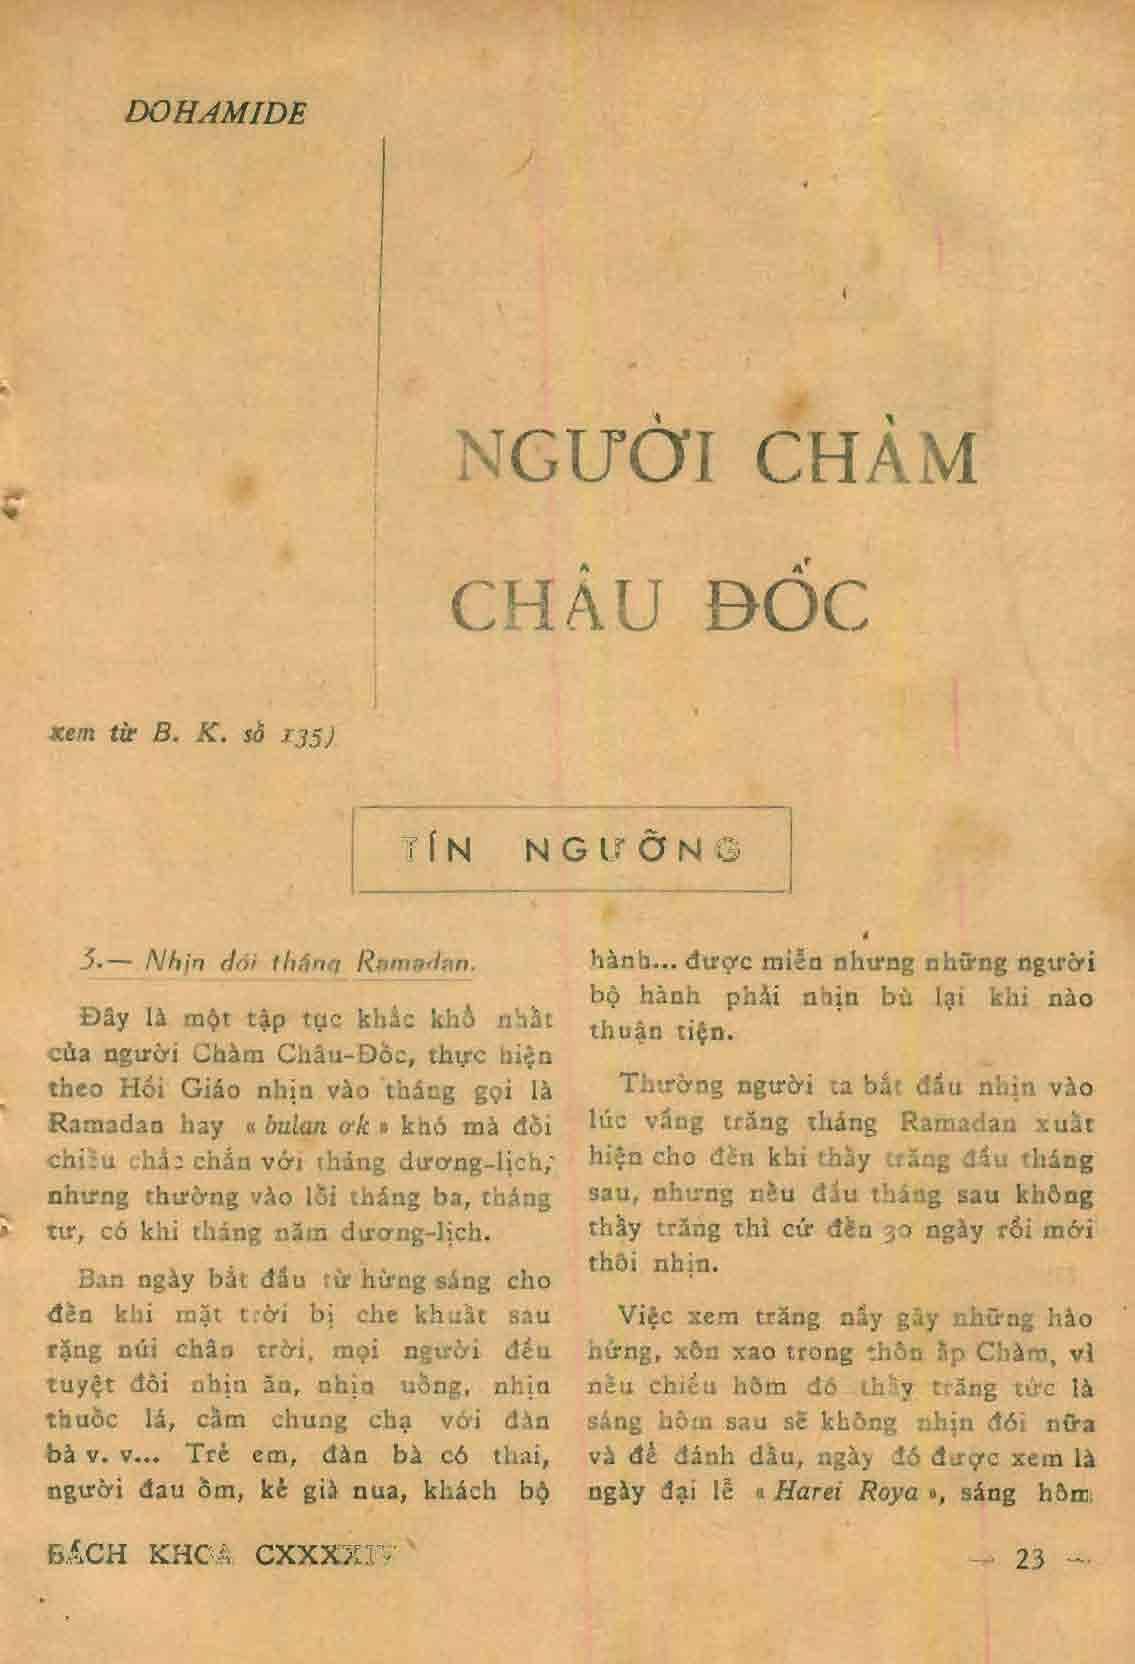 DOHAMIDE
NGƯỜI CHÀM
CHÂU ĐỐC
xem từ B. K. số 135)
TÍN NGƯỠNG
3.— Nhịn đói tháng Ramadan.
Đây là một tập tục khắc khổ nhất
của người Chàm Châu-Đốc, thực hiện
theo Hồi Giáo nhịn vào tháng gọi là
Ramadan hay « bulan ơk » khó mà đối
chiếu chắc chắn với tháng dương-lịch,
nhưng thường vào lối tháng ba, tháng
tư, có khi tháng năm dương-lịch.
Ban ngày bắt đầu từ hừng sáng cho
đến khi mặt trời bị che khuất sau
rặng núi chân trời, mọi người đều
tuyệt đối nhịn ăn, nhịn uống, nhịn
thuốc lá, cấm chung chạ với đàn
bà v. v... Trẻ em, đàn bà có thai,
người đau ốm, kẻ già nua, khách bộ
hành... được miễn nhưng những người
bộ hành phải nhịn bù lại khi nào
thuận tiện.
Thường người ta bắt đầu nhịn vào
lúc vầng trăng tháng Ramadan xuất
hiện cho đến khi thấy trăng đầu tháng
sau, nhưng nếu đầu tháng sau không
thấy trăng thì cứ đến 30 ngày rồi mới
thôi nhịn.
Việc xem trăng nầy gây những hào
hứng, xôn xao trong thôn ấp Chàm, vì
nếu chiều hôm đó thấy trăng tức là
sáng hôm sau sẽ không nhịn đói nữa
và để đánh dấu, ngày đó được xem là
ngày đại lễ « Harei Roya », sáng hôm
BÁCH KHOA CXXXXIV
— 23 —